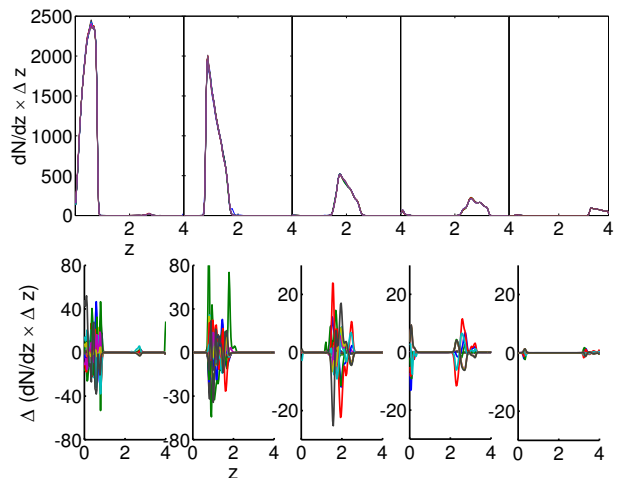 2500
2000
1500
1000
500
0
dN/dz × Δ z
2 4 2 4 2 4 2 4 2 4
z
80 80 20 20 20
40 30
0 0 0 0 0
-40 -30
-80 -80 -20 -20 -20
Δ (dN/dz × Δ z)
0 2 4 0 2 4 0 2 4 0 2 4 0 2 4
z